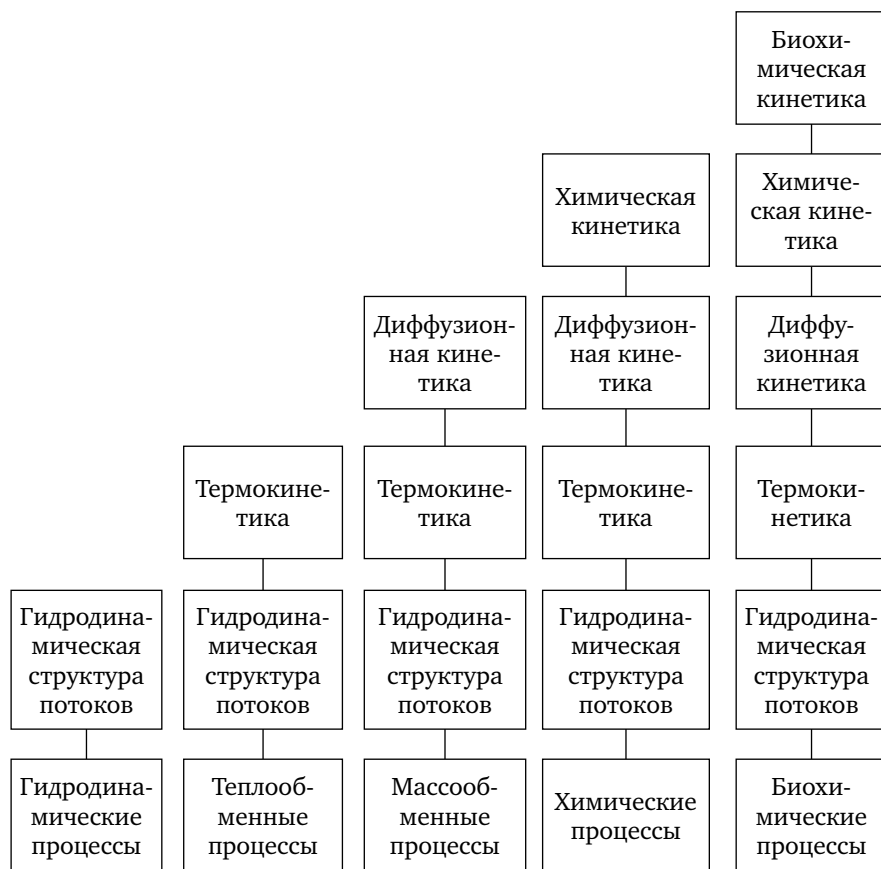 Биохи-
мическая
кинетика
Химическая
кинетика
Химиче-
ская кине-
тика
Диффузион-
ная кине-
тика
Диффузион-
ная кине-
тика
Диффу-
зионная
кинетика
Термокине-
тика
Термокине-
тика
Термокине-
тика
Термоки-
нетика
Гидродина-
мическая
структура
потоков
Гидродина-
мическая
структура
потоков
Гидродина-
мическая
структура
потоков
Гидродина-
мическая
структура
потоков
Гидродина-
мическая
структура
потоков
Гидродина-
мические
процессы
Теплооб-
менные
процессы
Массооб-
менные
процессы
Химические
процессы
Биохи-
мические
процессы